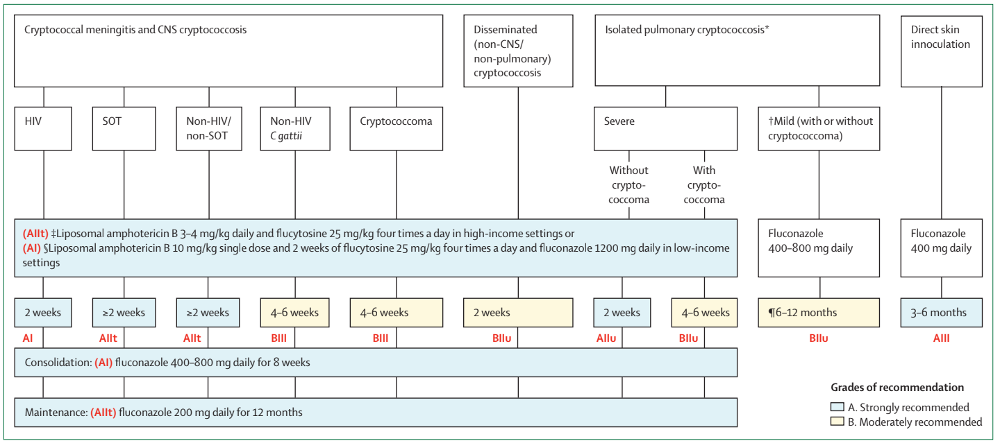 Cryptococcal meningitis and CNS cryptococcosis
Disseminated
(non-CNS/
non-pulmonary)
cryptococcosis
Isolated pulmonary cryptococcosis*
Direct skin
innoculation
HIV
SOT
Non-HIV/
non-SOT
Non-HIV
C gattii
Cryptococcoma
Severe
†Mild (with or without
cryptococcoma)
Without
crypto-
coccoma
With
crypto-
coccoma
(AIIt) ‡Liposomal amphotericin B 3–4 mg/kg daily and flucytosine 25 mg/kg four times a day in high-income settings or
(AI) §Liposomal amphotericin B 10 mg/kg single dose and 2 weeks of flucytosine 25 mg/kg four times a day and fluconazole 1200 mg daily in low-income
settings
Fluconazole
400–800 mg daily
Fluconazole
400 mg daily
2 weeks
≥2 weeks
≥2 weeks
4–6 weeks
4–6 weeks
2 weeks
2 weeks
4–6 weeks
¶6–12 months
3–6 months
AI
AIIt
AIIt
BIII
BIII
BIIu
AIIu
BIIu
BIIu
AIII
Consolidation: (AI) fluconazole 400–800 mg daily for 8 weeks
Maintenance: (AIIt) fluconazole 200 mg daily for 12 months
Grades of recommendation
A. Strongly recommended
B. Moderately recommended